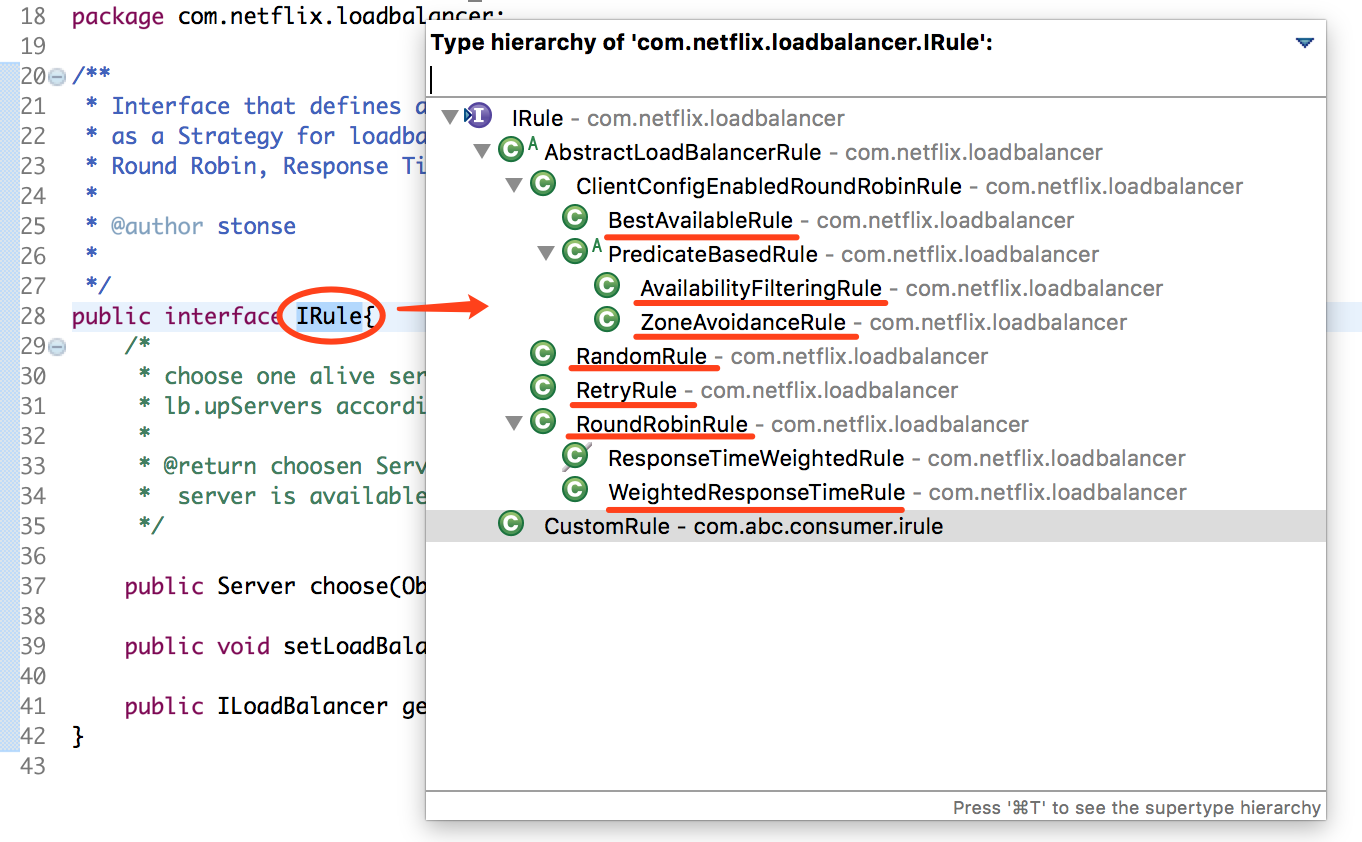 18 package com.netflix.loadbalancer;
19
20 /**
21 * Interface that defines a
22 * as a Strategy for loadba
23 * Round Robin, Response Ti
24 *
25 * @author stonse
26 *
27 */
28 public interface IRule{
29 /*
30 * choose one alive ser
31 * lb.upServers accordi
32 *
33 * @return choosen Serv
34 * server is available
35 */
36
37 public Server choose(Ob
38
39 public void setLoadBala
40
41 public ILoadBalancer ge
42 }
43
Type hierarchy of 'com.netflix.loadbalancer.IRule':
I IRule - com.netflix.loadbalancer
C A AbstractLoadBalancerRule - com.netflix.loadbalancer
C ClientConfigEnabledRoundRobinRule - com.netflix.loadbalancer
C BestAvailableRule - com.netflix.loadbalancer
C A PredicateBasedRule - com.netflix.loadbalancer
C AvailabilityFilteringRule - com.netflix.loadbalancer
C ZoneAvoidanceRule - com.netflix.loadbalancer
C RandomRule - com.netflix.loadbalancer
C RetryRule - com.netflix.loadbalancer
C RoundRobinRule - com.netflix.loadbalancer
C ResponseTimeWeightedRule - com.netflix.loadbalancer
C WeightedResponseTimeRule - com.netflix.loadbalancer
C CustomRule - com.abc.consumer.irule
Press '⌘T' to see the supertype hierarchy